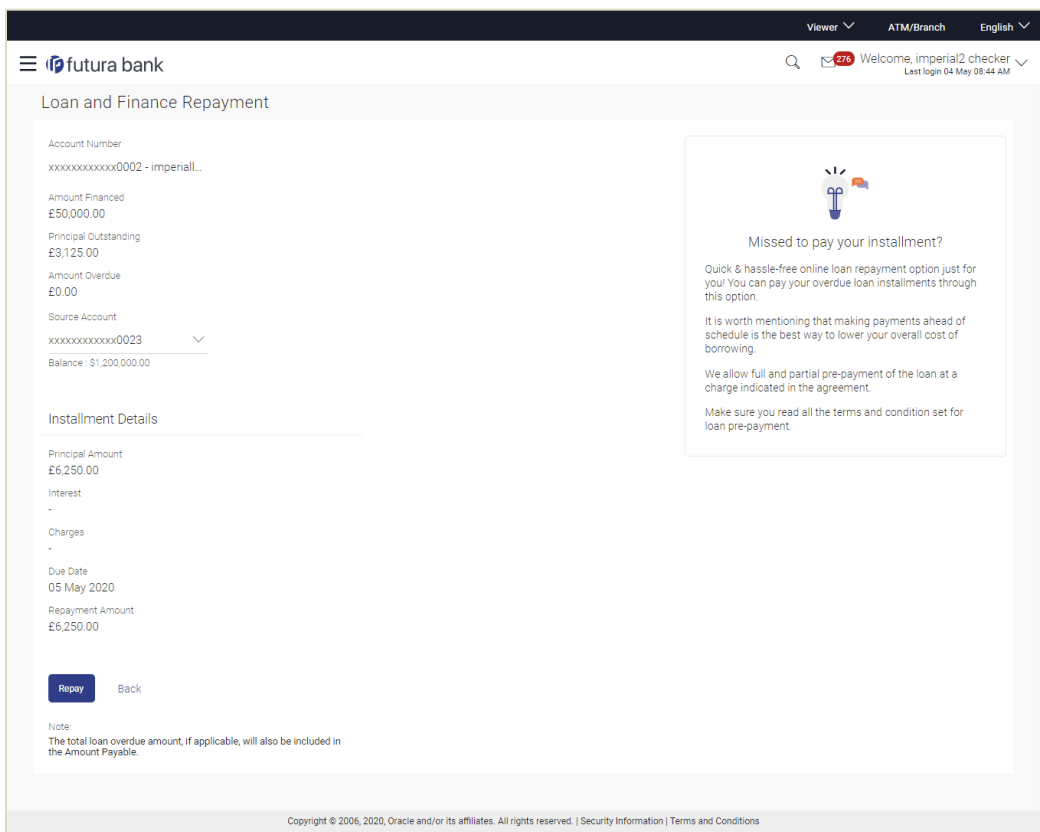 Viewer ATM/Branch English
futura bank
276 Welcome, imperial2 checker
Last login 04 May 08:44 AM
Loan and Finance Repayment
Account Number
xxxxxxxxxxxx0002 - imperiall...
Amount Financed
£50,000.00
Principal Outstanding
£3,125.00
Amount Overdue
£0.00
Source Account
xxxxxxxxxxxx0023
Balance : $1,200,000.00
Installment Details
Principal Amount
£6,250.00
Interest
-
Charges
-
Due Date
05 May 2020
Repayment Amount
£6,250.00
Repay Back
Note:
The total loan overdue amount, if applicable, will also be included in
the Amount Payable.
Missed to pay your installment?
Quick & hassle-free online loan repayment option just for
you! You can pay your overdue loan installments through
this option.
It is worth mentioning that making payments ahead of
schedule is the best way to lower your overall cost of
borrowing.
We allow full and partial pre-payment of the loan at a
charge indicated in the agreement.
Make sure you read all the terms and condition set for
loan pre-payment.
Copyright © 2006, 2020, Oracle and/or its affiliates. All rights reserved. | Security Information | Terms and Conditions